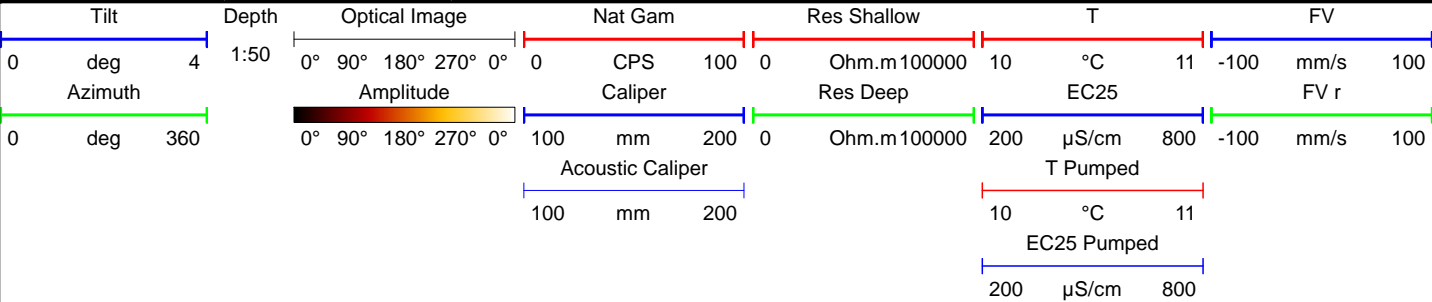 Tilt Depth Optical Image Nat Gam Res Shallow T FV
0 deg 4 1:50 0° 90° 180° 270° 0° 0 CPS 100 0 Ohm.m 100000 10 °C 11 -100 mm/s 100
Azimuth Amplitude Caliper Res Deep EC25 FV r
0 deg 360 0° 90° 180° 270° 0° 100 mm 200 0 Ohm.m 100000 200 µS/cm 800 -100 mm/s 100
Acoustic Caliper T Pumped
100 mm 200 10 °C 11
EC25 Pumped
200 µS/cm 800